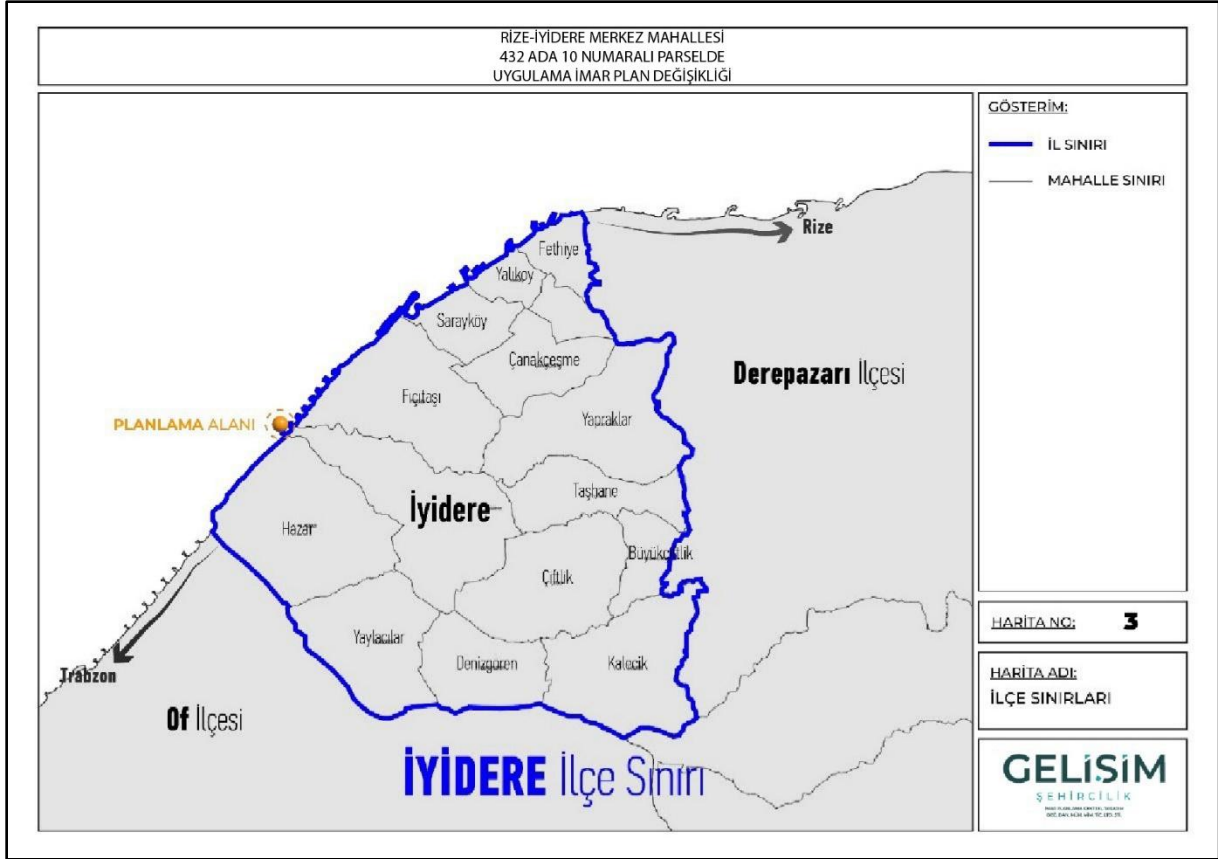 RİZE-İYİDERE MERKEZ MAHALLESİ
432 ADA 10 NUMARALI PARSELDE
UYGULAMA İMAR PLAN DEĞİŞİKLİĞİ
GÖSTERİM:
İL SINIRI
MAHALLE SINIRI
Rize
Fethiye
Yalıköy
Sarayköy
Çanakçeşme
Derepazarı İlçesi
Fıçıtaşı
Yapraklar
PLANLAMA ALANI
Taşhane
İyidere
Hazar
Büyükçiftlik
Çiftlik
Yaylacılar
Denizgören
Kalecik
Trabzon
Of İlçesi
İYİDERE İlçe Sınırı
HARİTA NO: 3
HARİTA ADI:
İLÇE SINIRLARI
GELİŞİM
ŞEHİRCİLİK